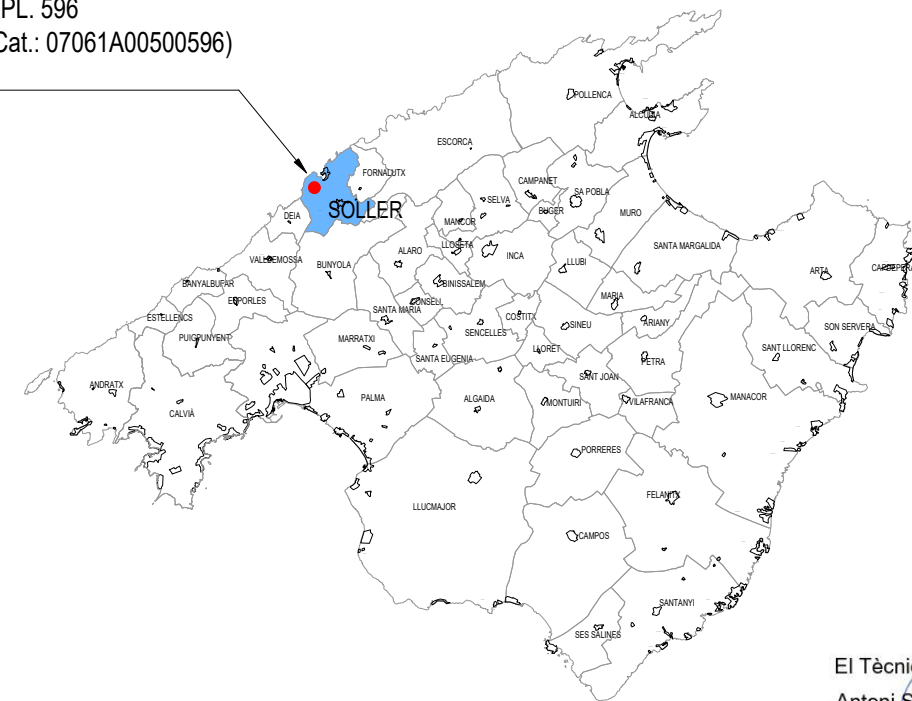 PL. 596
Cat.: 07061A00500596)
POLLENCA
ALCUDIA
ESCORCA
FORNALUTX
CAMPANET
SA POBLA
SELVA
SOLLER
BUGER
MURO
DEIA
MANCOR
LLOSETA
SANTA MARGALIDA
ALARO
INCA
VALLDEMOSSA
BUNYOLA
LLUBI
ARTA
CAPDEPERA
BANYALBUFAR
BINISSALEM
MARIA
ESPORLES
CONSELL
SANTA MARIA
COSTITX
ESTELLENCS
SINEU
ARIANY
SON SERVERA
PUIGPUNYENT
MARRATXI
SENCELLES
LLORET
SANT LLORENC
SANTA EUGENIA
PETRA
SANT JOAN
ANDRATX
PALMA
ALGAIDA
MONTUIRI
VILAFRANCA
MANACOR
CALVIÀ
PORRERES
FELANITX
LLUCMAJOR
CAMPOS
SANTANYI
SES SALINES
El Tècni
Antoni S